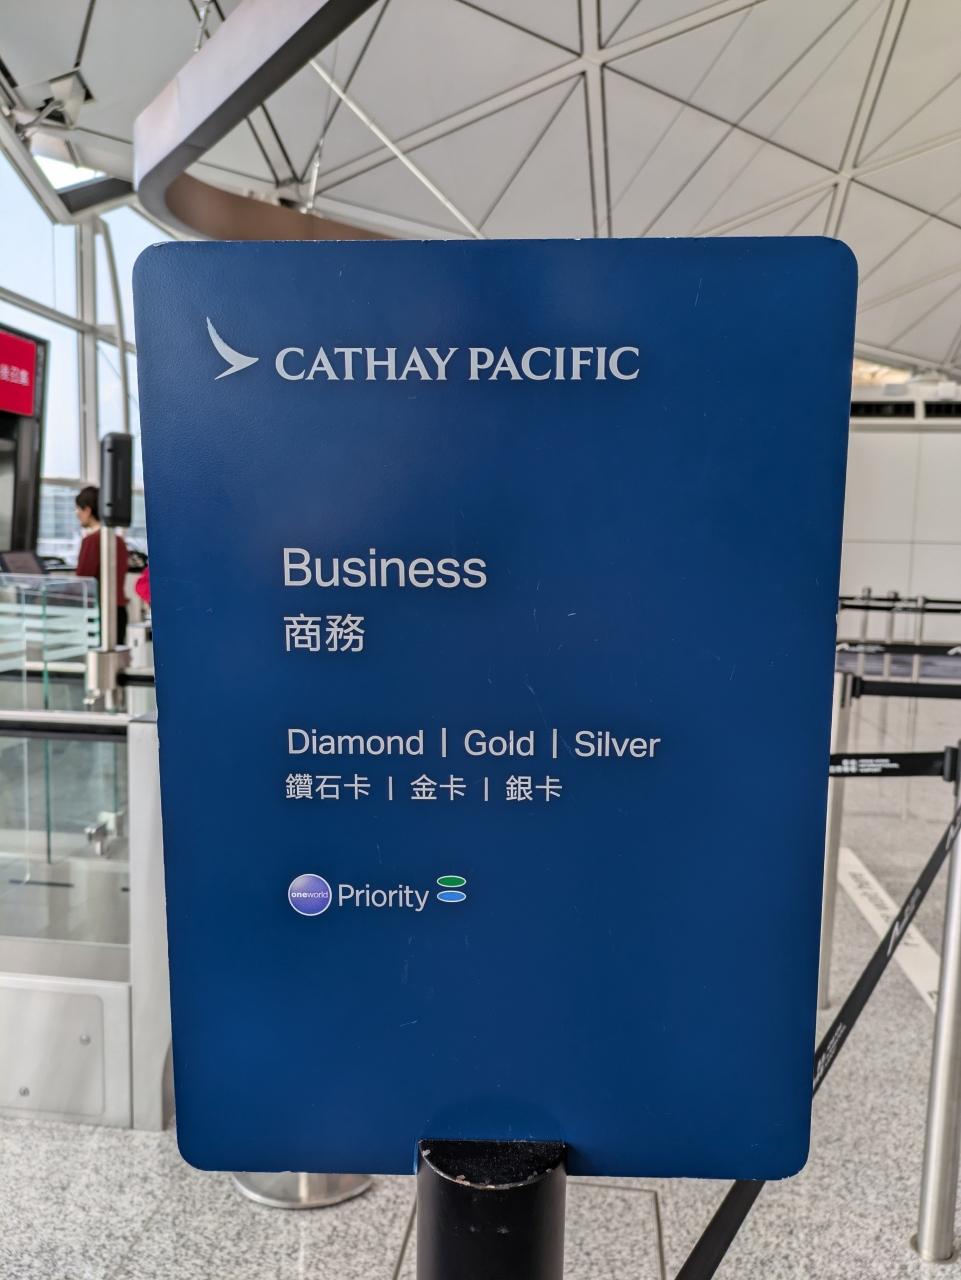 CATHAY PACIFIC
Business
商務
Diamond | Gold | Silver
鑽石卡 | 金卡 | 銀卡
oneworld Priority